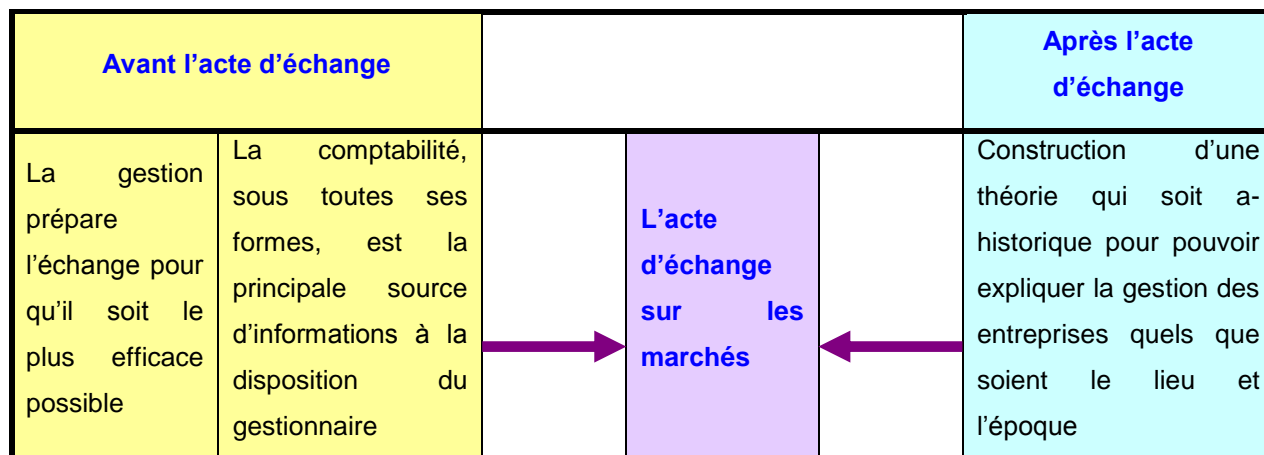 Avant l’acte d’échange
Après l’acte
d’échange
La gestion
prépare
l’échange pour
qu’il soit le
plus efficace
possible
La comptabilité,
sous toutes ses
formes, est la
principale source
d’informations à la
disposition du
gestionnaire
L’acte
d’échange
sur les
marchés
Construction d’une
théorie qui soit a-
historique pour pouvoir
expliquer la gestion des
entreprises quels que
soient le lieu et
l’époque